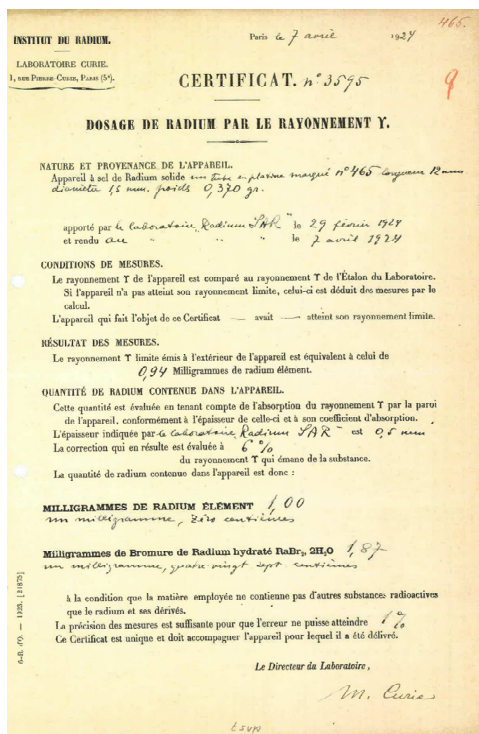 465.
INSTITUT DU RADIUM.
Paris le 7 avril 1924
LABORATOIRE CURIE.
1, RUE PIERRE-CURIE, PARIS (5e).
CERTIFICAT. n° 3595
DOSAGE DE RADIUM PAR LE RAYONNEMENT ϒ.
NATURE ET PROVENANCE DE L'APPAREIL.
Appareil à sel de Radium solide un tube en platine marqué n° 465 longueur 12 mm
diamètre 1,5 mm. poids 0,370 gr.
apporté par le laboratoire "Radium SAR" le 29 février 1924
et rendu au " " " le 7 avril 1924
CONDITIONS DE MESURES.
Le rayonnement ϒ de l'appareil est comparé au rayonnement ϒ de l'Étalon du Laboratoire.
Si l'appareil n'a pas atteint son rayonnement limite, celui-ci est déduit des mesures par le
calcul.
L'appareil qui fait l'objet de ce Certificat — avait — atteint son rayonnement limite.
RÉSULTAT DES MESURES.
Le rayonnement ϒ limite émis à l'extérieur de l'appareil est équivalent à celui de
0,94 Milligrammes de radium élément.
QUANTITÉ DE RADIUM CONTENUE DANS L'APPAREIL.
Cette quantité est évaluée en tenant compte de l'absorption du rayonnement ϒ par la paroi
de l'appareil, conformément à l'épaisseur de celle-ci et à son coefficient d'absorption.
L'épaisseur indiquée par le laboratoire "Radium SAR" est 0,5 mm
La correction qui en résulte est évaluée à 6 %
du rayonnement ϒ qui émane de la substance.
La quantité de radium contenue dans l'appareil est donc :
MILLIGRAMMES DE RADIUM ÉLÉMENT 1,00
un milligramme, zéro centièmes
Milligrammes de Bromure de Radium hydraté RaBr₂, 2H₂O 1,87
un milligramme, quatre vingt sept centièmes
à la condition que la matière employée ne contienne pas d'autres substances radioactives
que le radium et ses dérivés.
La précision des mesures est suffisante pour que l'erreur ne puisse atteindre 1 %
Ce Certificat est unique et doit accompagner l'appareil pour lequel il a été délivré.
Le Directeur du Laboratoire,
M. Curie